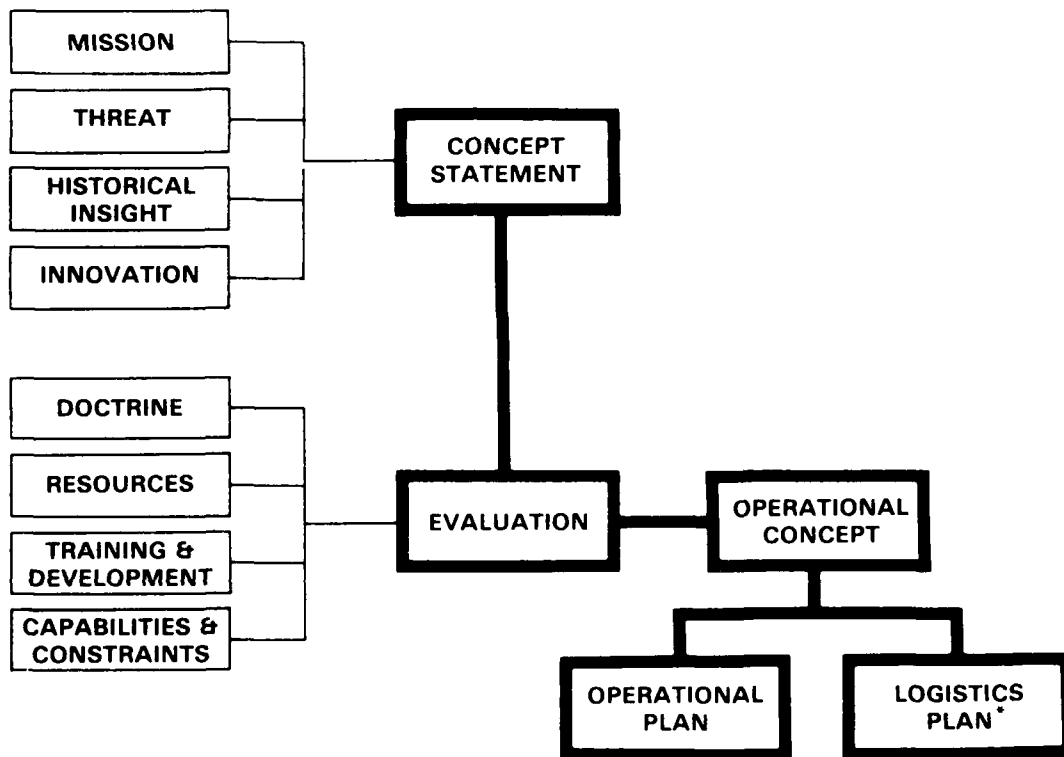 MISSION
THREAT
HISTORICAL
INSIGHT
INNOVATION
CONCEPT
STATEMENT
DOCTRINE
RESOURCES
TRAINING &
DEVELOPMENT
CAPABILITIES &
CONSTRAINTS
EVALUATION
OPERATIONAL
CONCEPT
OPERATIONAL
PLAN
LOGISTICS
PLAN*